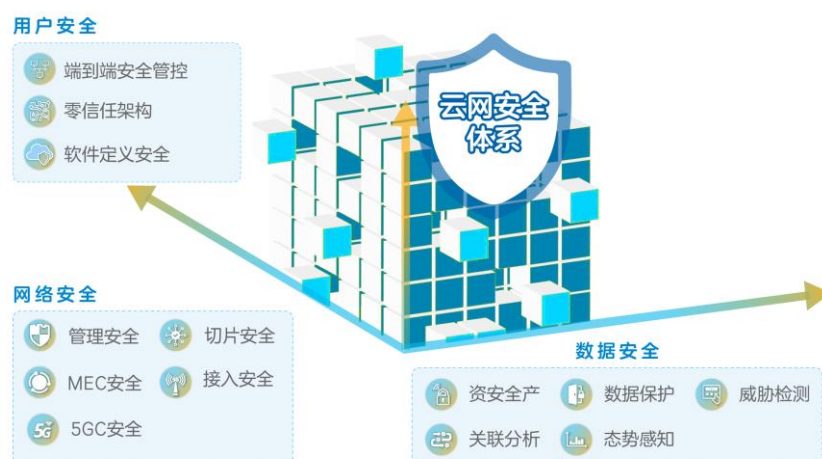 用户安全
端到端安全管控
零信任架构
软件定义安全
云网安全
体系
网络安全
管理安全
切片安全
MEC安全
接入安全
5G
5GC安全
数据安全
资安全产
数据保护
威胁检测
关联分析
态势感知